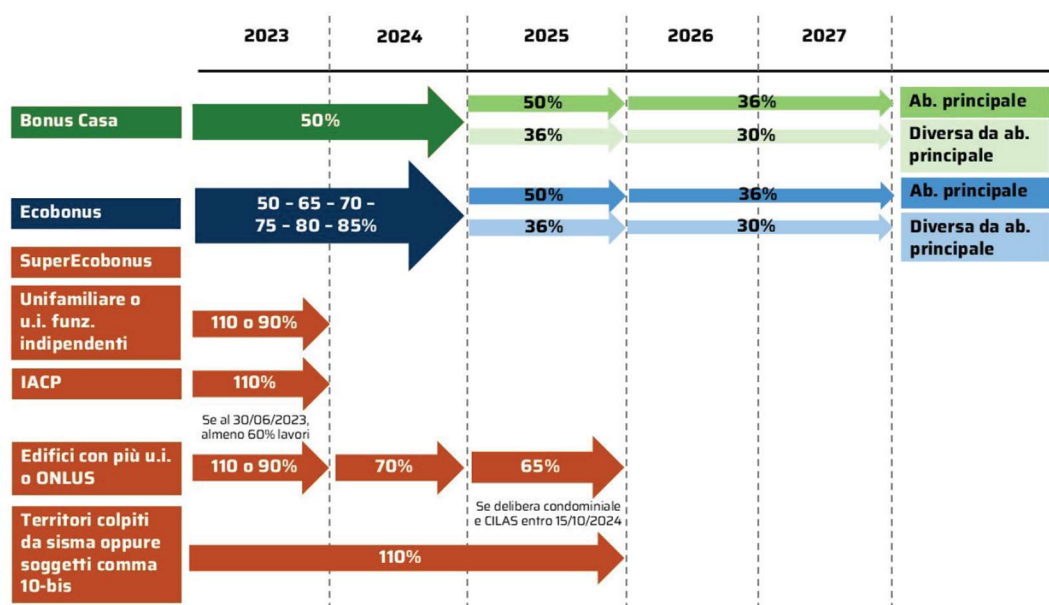 2023
2024
2025
2026
2027
Bonus Casa
50%
50%
36%
Ab. principale
36%
30%
Diversa da ab.
principale
Ecobonus
50 – 65 – 70 –
75 – 80 – 85%
50%
36%
Ab. principale
36%
30%
Diversa da ab.
principale
SuperEcobonus
Unifamiliare o
u.i. funz.
indipendenti
110 o 90%
IACP
110%
Se al 30/06/2023,
almeno 60% lavori
Edifici con più u.i.
o ONLUS
110 o 90%
70%
65%
Se delibera condominiale
e CILAS entro 15/10/2024
Territori colpiti
da sisma oppure
soggetti comma
10-bis
110%